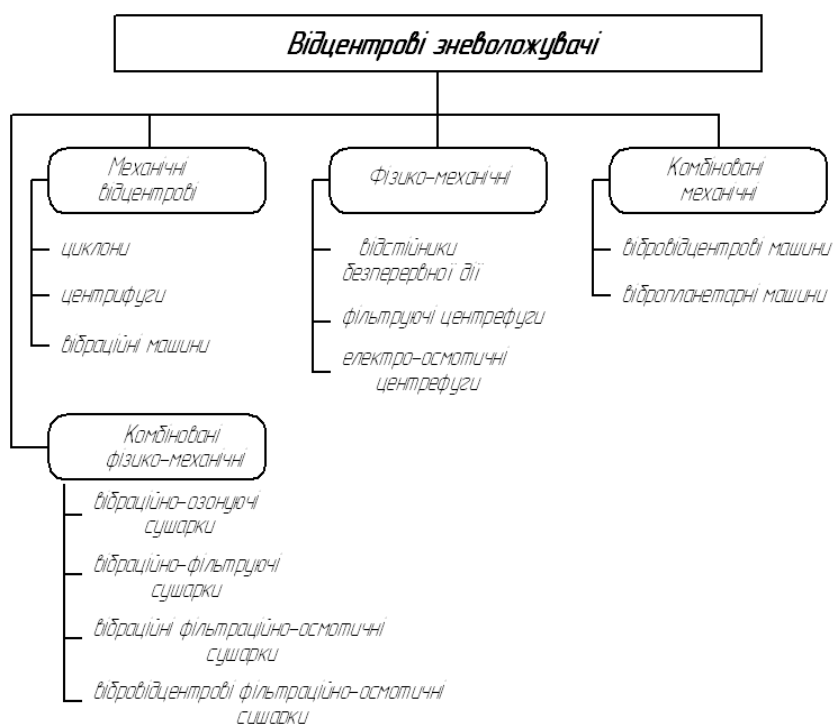 Відцентрові зневоложувачі
Механічні
відцентрові
циклони
центрифуги
вібраційні машини
Фізико-механічні
відстійники
безперервної дії
фільтруючі центрефуги
електро-осмотичні
центрефуги
Комбіновані
механічні
вібровідцентрові машини
вібропланетарні машини
Комбіновані
фізико-механічні
вібраційно-озонуючі
сушарки
вібраційно-фільтруючі
сушарки
вібраційні фільтраційно-осмотичні
сушарки
вібровідцентрові фільтраційно-осмотичні
сушарки